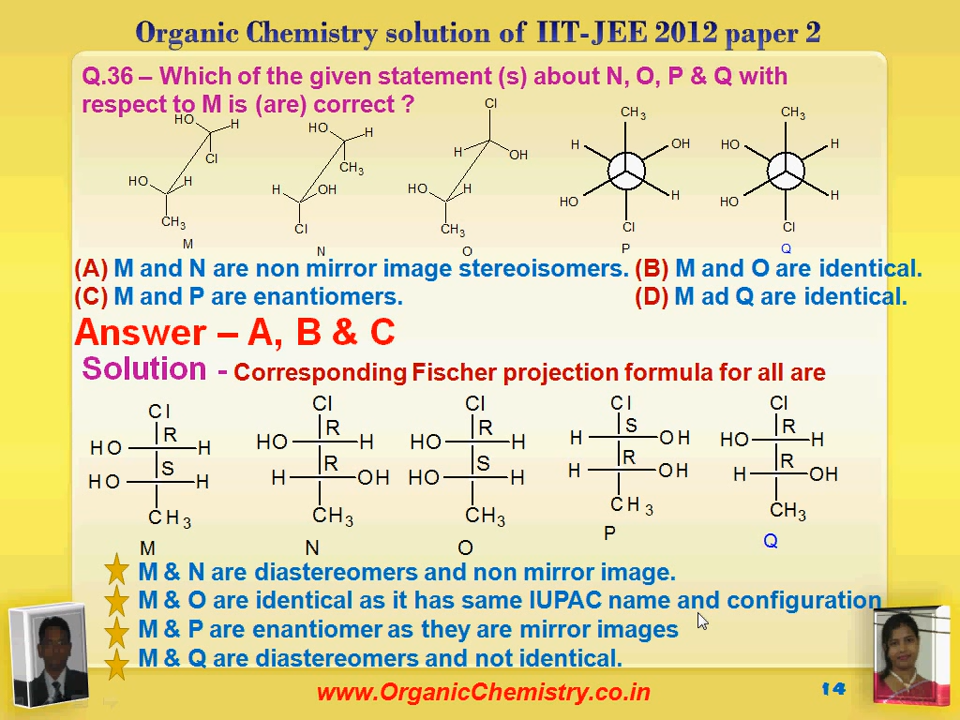 Organic Chemistry solution of IIT-JEE 2012 paper 2
Q.36 – Which of the given statement (s) about N, O, P & Q with
respect to M is (are) correct ?
HO H Cl HO H CH3
HO H CH3 M
HO H CH3 H OH Cl N
Cl H OH HO H CH3 O
CH3 H OH HO H Cl P
CH3 HO H HO H Cl Q
(A) M and N are non mirror image stereoisomers. (B) M and O are identical.
(C) M and P are enantiomers. (D) M ad Q are identical.
Answer – A, B & C
Solution - Corresponding Fischer projection formula for all are
Cl Cl Cl Cl Cl
HO R H HO R H HO R H H S OH HO R H
HO S H H R OH HO S H H R OH H R OH
CH3 CH3 CH3 CH3 CH3
M N O P Q
M & N are diastereomers and non mirror image.
M & O are identical as it has same IUPAC name and configuration
M & P are enantiomer as they are mirror images
M & Q are diastereomers and not identical.
www.OrganicChemistry.co.in
14